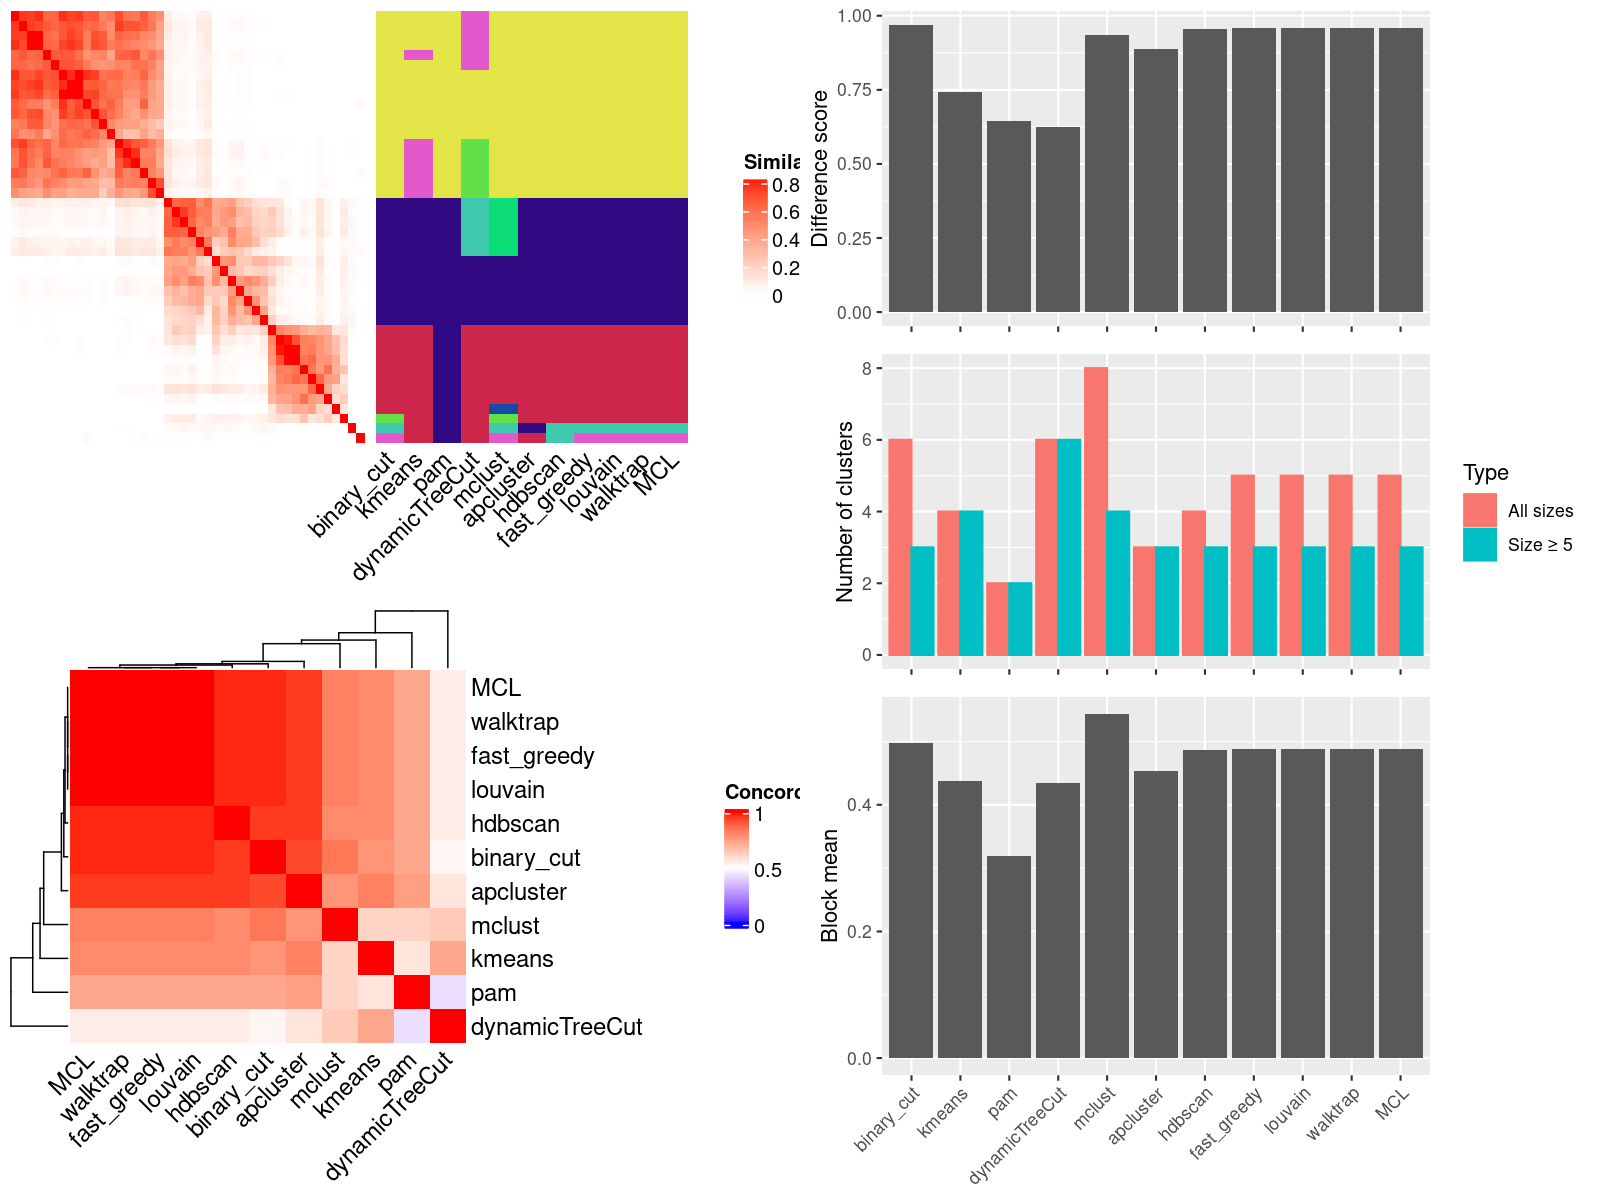 Simila
0.8
0.6
0.4
0.2
0
binary_cut
kmeans
pam
dynamicTreeCut
mclust
apcluster
hdbscan
fast_greedy
louvain
walktrap
MCL
MCL
walktrap
fast_greedy
louvain
hdbscan
binary_cut
apcluster
mclust
kmeans
pam
dynamicTreeCut
MCL
walktrap
fast_greedy
louvain
hdbscan
binary_cut
apcluster
mclust
kmeans
pam
dynamicTreeCut
Concord
1
0.5
0
Difference score
1.00
0.75
0.50
0.25
0.00
Number of clusters
8
6
4
2
0
Type
All sizes
Size ≥ 5
Block mean
0.4
0.2
0.0
binary_cut
kmeans
pam
dynamicTreeCut
mclust
apcluster
hdbscan
fast_greedy
louvain
walktrap
MCL